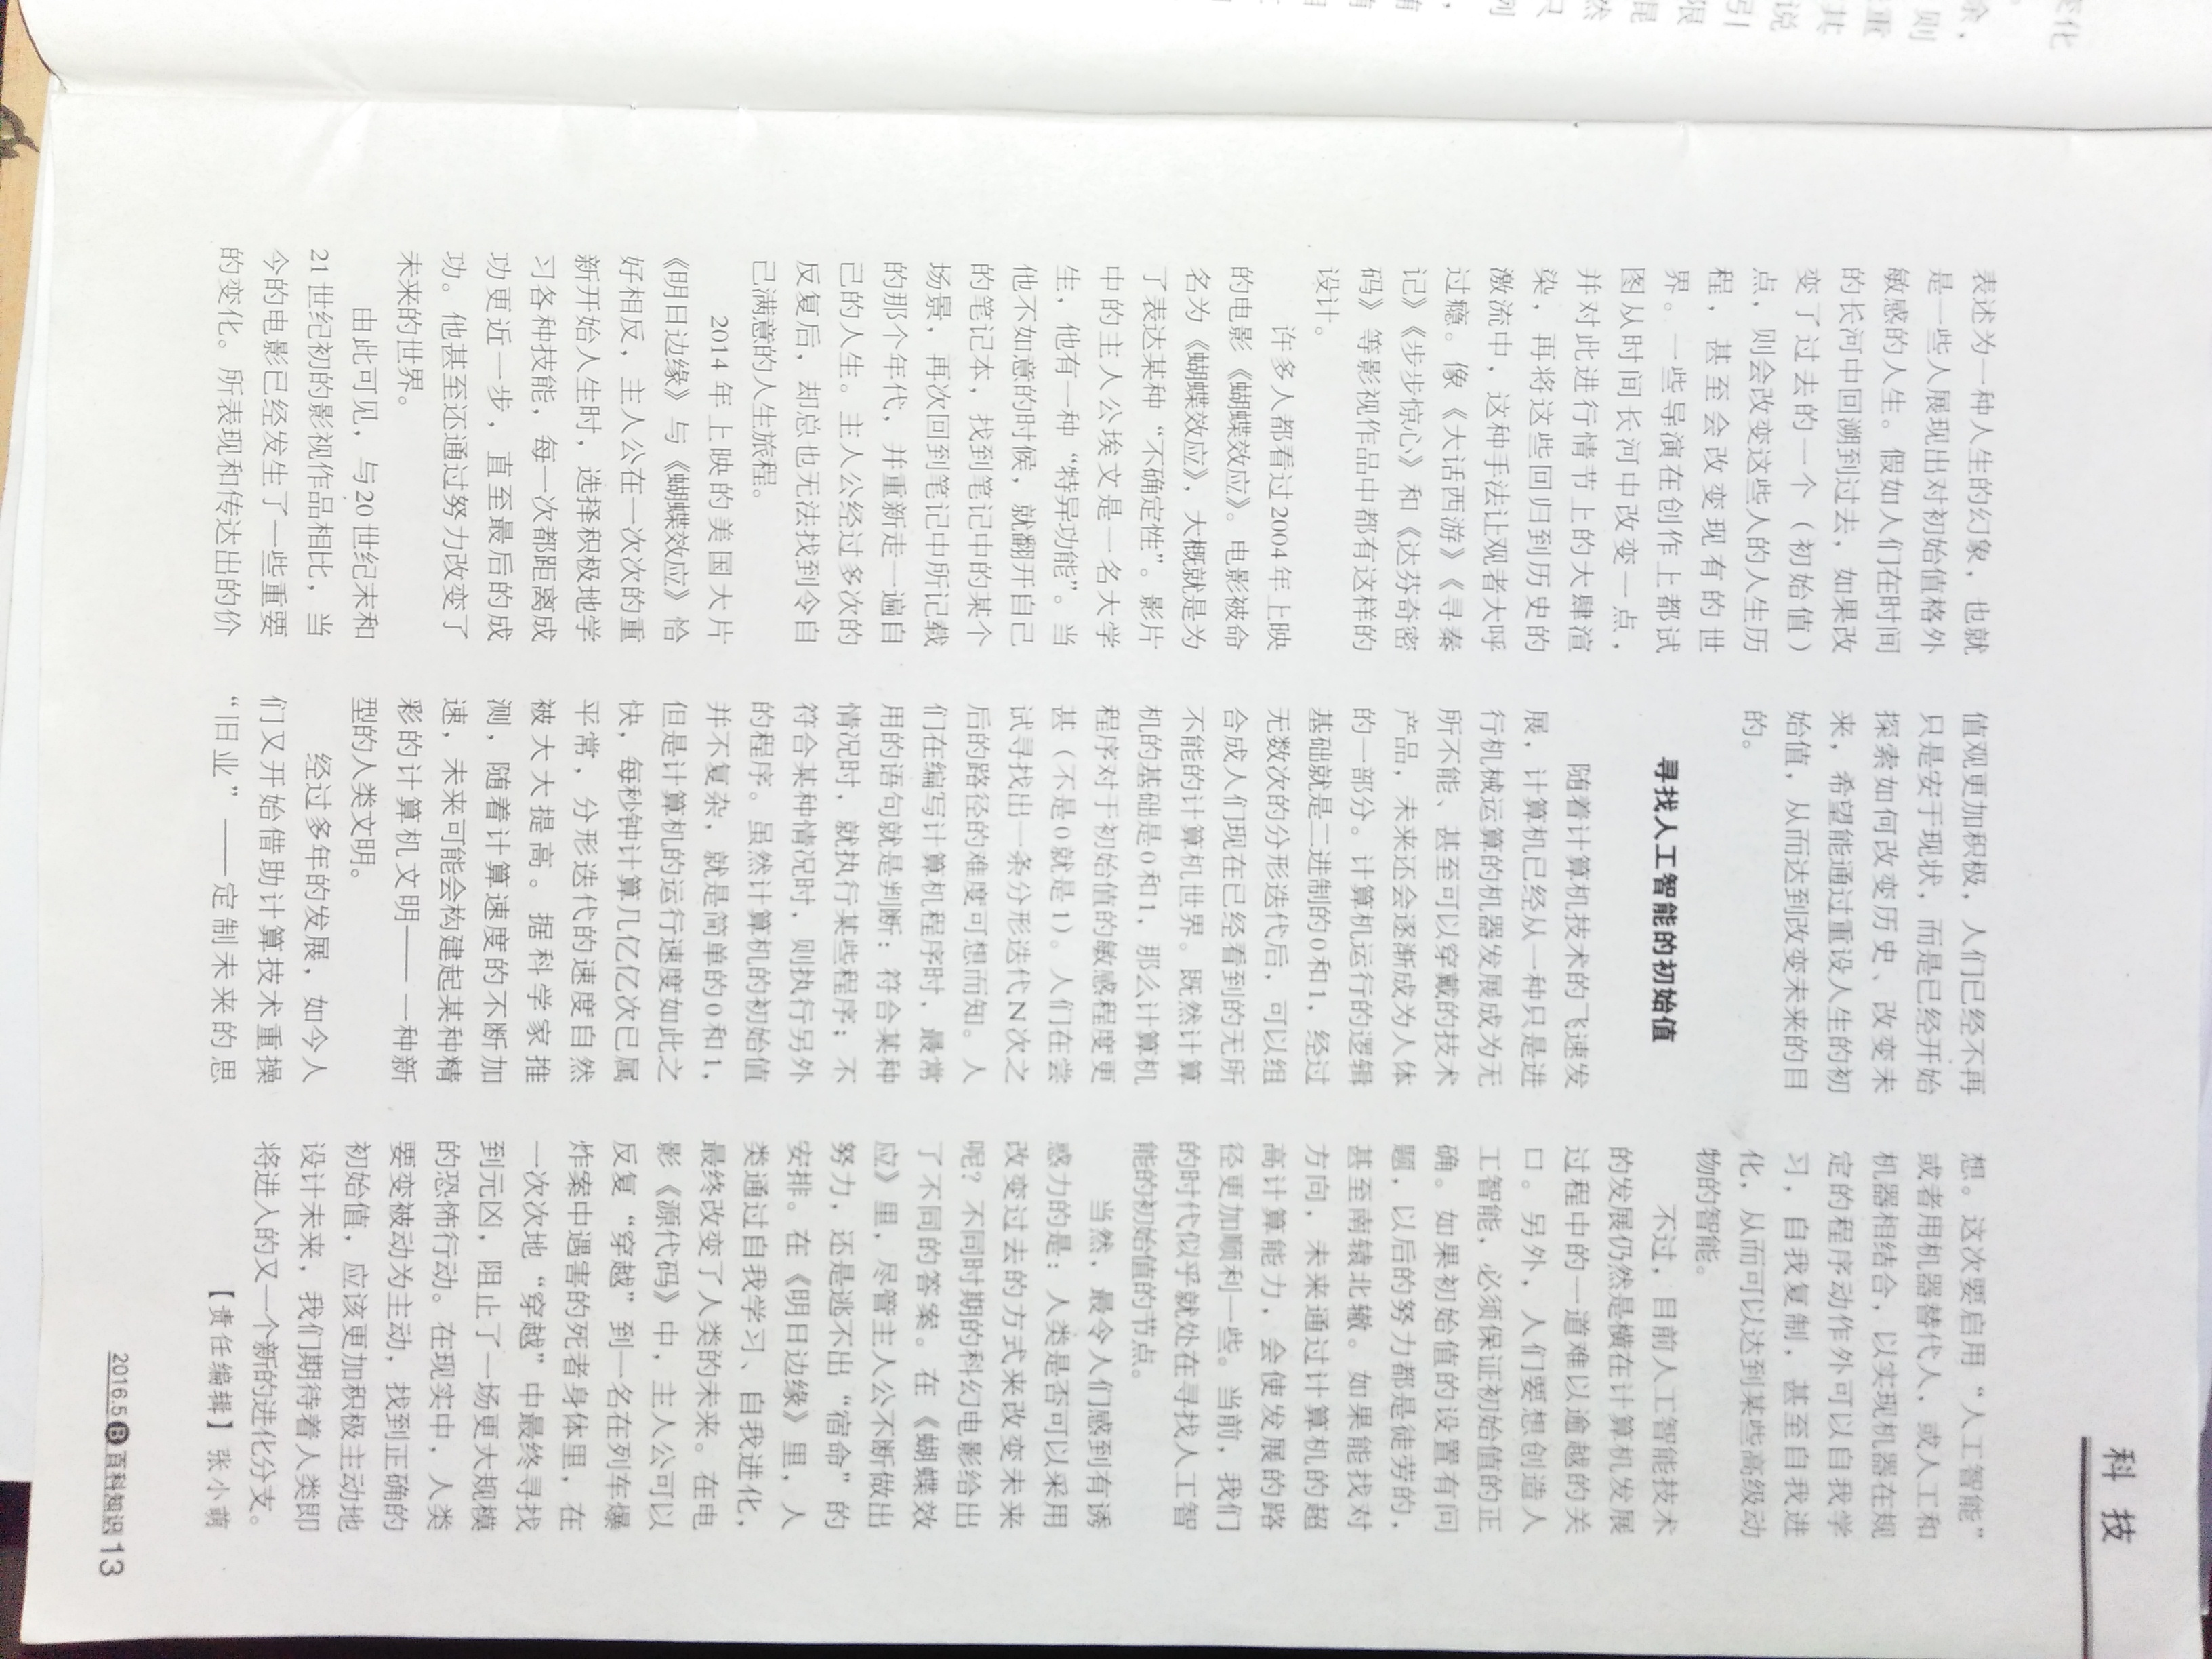 科 技
表述为一种人生的幻象，也就
是一些人展现出对初始值格外
敏感的人生。假如人们在时间
的长河中回溯到过去，如果改
变了过去的一个（初始值）
点，则会改变这些人的人生历
程，甚至会改变现有的世
界。一些导演在创作上都试
图从时间长河中改变一点，
并对此进行情节上的大肆渲
染，再将这些回归到历史的
激流中，这种手法让观者大呼
过瘾。像《大话西游》《寻秦
记》《步步惊心》和《达芬奇密
码》等影视作品中都有这样的
设计。
许多人都看过2004年上映
的电影《蝴蝶效应》。电影被命
名为《蝴蝶效应》，大概就是为
了表达某种“不确定性”。影片
中的主人公埃文是一名大学
生，他有一种“特异功能”。当
他不如意的时候，就翻开自己
的笔记本，找到笔记中的某个
场景，再次回到笔记中所记载
的那个年代，并重新走一遍自
己的人生。主人公经过多次的
反复后，却总也无法找到令自
己满意的人生旅程。
2014年上映的美国大片
《明日边缘》与《蝴蝶效应》恰
好相反，主人公在一次次的重
新开始人生时，选择积极地学
习各种技能，每一次都距离成
功更近一步，直至最后的成
功。他甚至还通过努力改变了
未来的世界。
由此可见，与20世纪末和
21世纪初的影视作品相比，当
今的电影已经发生了一些重要
的变化。所表现和传达出的价
值观更加积极，人们已经不再
只是安于现状，而是已经开始
探索如何改变历史、改变未
来，希望能通过重设人生的初
始值，从而达到改变未来的目
的。
寻找人工智能的初始值
随着计算机技术的飞速发
展，计算机已经从一种只是进
行机械运算的机器发展成为无
所不能、甚至可以穿戴的技术
产品，未来还会逐渐成为人体
的一部分。计算机运行的逻辑
基础就是二进制的0和1，经过
无数次的分形迭代后，可以组
合成人们现在已经看到的无所
不能的计算机世界。既然计算
机的基础是0和1，那么计算机
程序对于初始值的敏感程度更
甚（不是0就是1）。人们在尝
试寻找出一条分形迭代N次之
后的路径的难度可想而知。人
们在编写计算机程序时，最常
用的语句就是判断：符合某种
情况时，就执行某些程序；不
符合某种情况时，则执行另外
的程序。虽然计算机的初始值
并不复杂，就是简单的0和1，
但是计算机的运行速度如此之
快，每秒钟计算几亿亿次已属
平常，分形迭代的速度自然
被大大提高。据科学家推
测，随着计算速度的不断加
速，未来可能会构建起某种精
彩的计算机文明——一种新
型的人类文明。
经过多年的发展，如今人
们又开始借助计算技术重操
“旧业”——定制未来的思
想。这次要启用“人工智能”
或者用机器替代人，或人工和
机器相结合，以实现机器在规
定的程序动作外可以自我学
习，自我复制，甚至自我进
化，从而可以达到某些高级动
物的智能。
不过，目前人工智能技术
的发展仍然是横在计算机发展
过程中的一道难以逾越的关
口。另外，人们要想创造人
工智能，必须保证初始值的正
确。如果初始值的设置有问
题，以后的努力都是徒劳的，
甚至南辕北辙。如果能找对
方向，未来通过计算机的超
高计算能力，会使发展的路
径更加顺利一些。当前，我们
的时代似乎就处在寻找人工智
能的初始值的节点。
当然，最令人们感到有诱
惑力的是：人类是否可以采用
改变过去的方式来改变未来
呢？不同时期的科幻电影给出
了不同的答案。在《蝴蝶效
应》里，尽管主人公不断做出
努力，还是逃不出“宿命”的
安排。在《明日边缘》里，人
类通过自我学习、自我进化，
最终改变了人类的未来。在电
影《源代码》中，主人公可以
反复“穿越”到一名在列车爆
炸案中遇害的死者身体里，在
一次次地“穿越”中最终寻找
到元凶，阻止了一场更大规模
的恐怖行动。在现实中，人类
要变被动为主动，找到正确的
初始值，应该更加积极主动地
设计未来，我们期待着人类即
将进入的又一个新的进化分支。
【责任编辑】张小萌
2016.5 B 百科知识 13